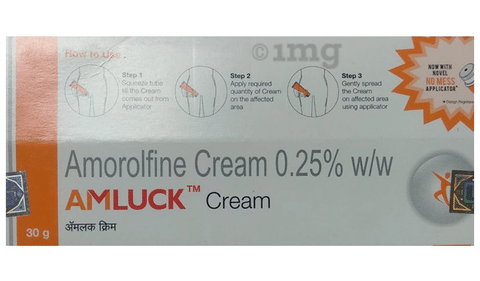 How to Use :
1mg
Step 1
Squeeze tube
till the Cream
comes out from
Applicator
Step 2
Apply required
quantity of Cream
on the affected
area
Step 3
Gently spread
the Cream
on affected area
using applicator
NOW WITH
NOVEL
NO MESS
APPLICATOR*
Amorolfine Cream 0.25% w/w
AMLUCK™ Cream
30 g
ॲमलक क्रिम